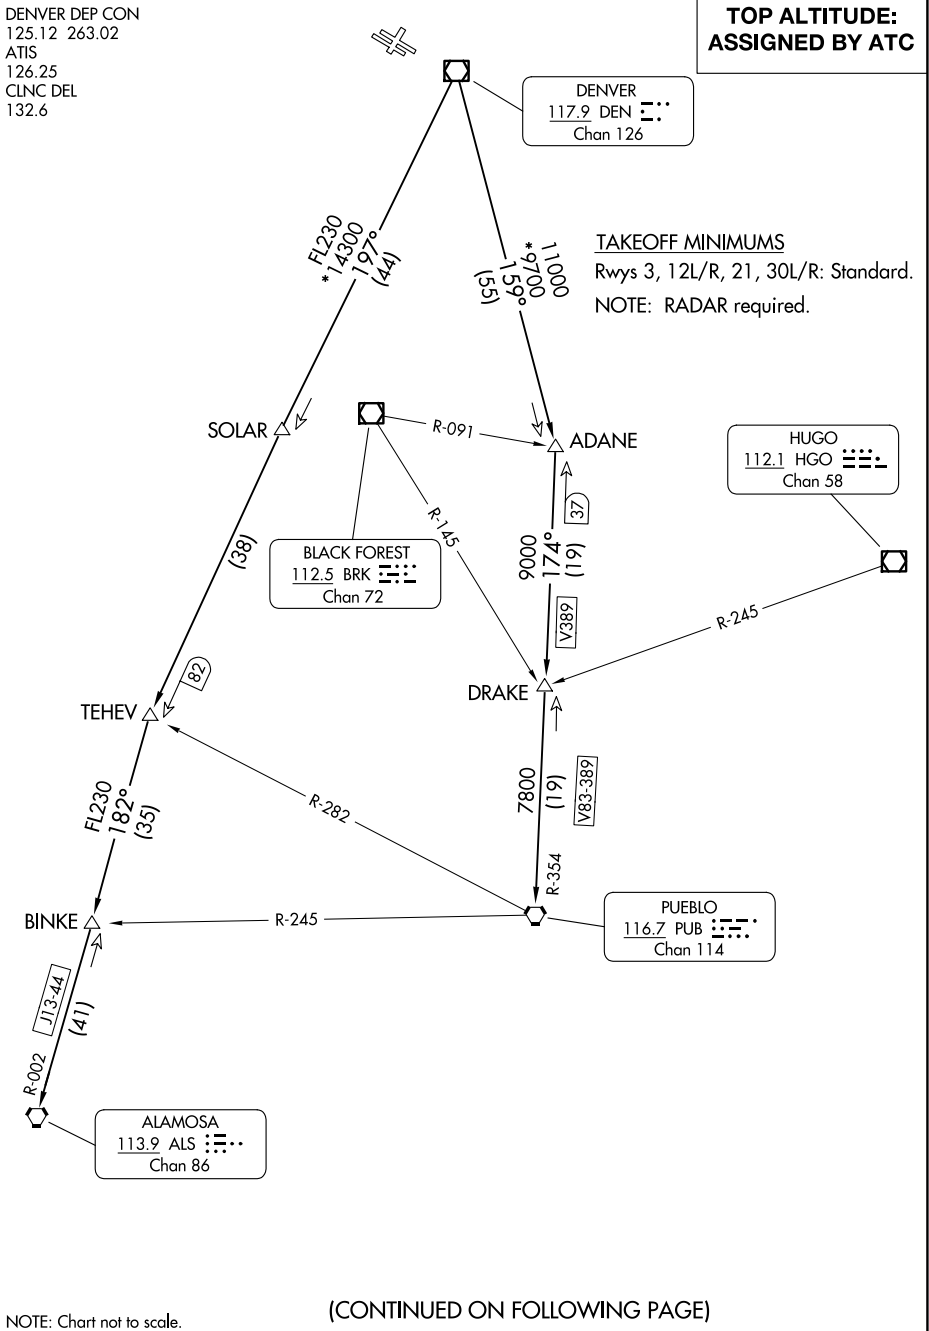 DENVER DEP CON
125.12 263.02
ATIS
126.25
CLNC DEL
132.6
TOP ALTITUDE:
ASSIGNED BY ATC
DENVER
117.9 DEN
Chan 126
FL230
*14300
197°
(44)
11000
*9700
159°
(55)
TAKEOFF MINIMUMS
Rwys 3, 12L/R, 21, 30L/R: Standard.
NOTE: RADAR required.
SOLAR
R-091
ADANE
HUGO
112.1 HGO
Chan 58
37
R-145
(38)
BLACK FOREST
112.5 BRK
Chan 72
9000
174°
(19)
V389
R-245
82
TEHEV
DRAKE
FL230
182°
(35)
R-282
7800
(19)
V83-389
R-354
BINKE
R-245
PUEBLO
116.7 PUB
Chan 114
J13-44
(41)
R-002
ALAMOSA
113.9 ALS
Chan 86
(CONTINUED ON FOLLOWING PAGE)
NOTE: Chart not to scale.